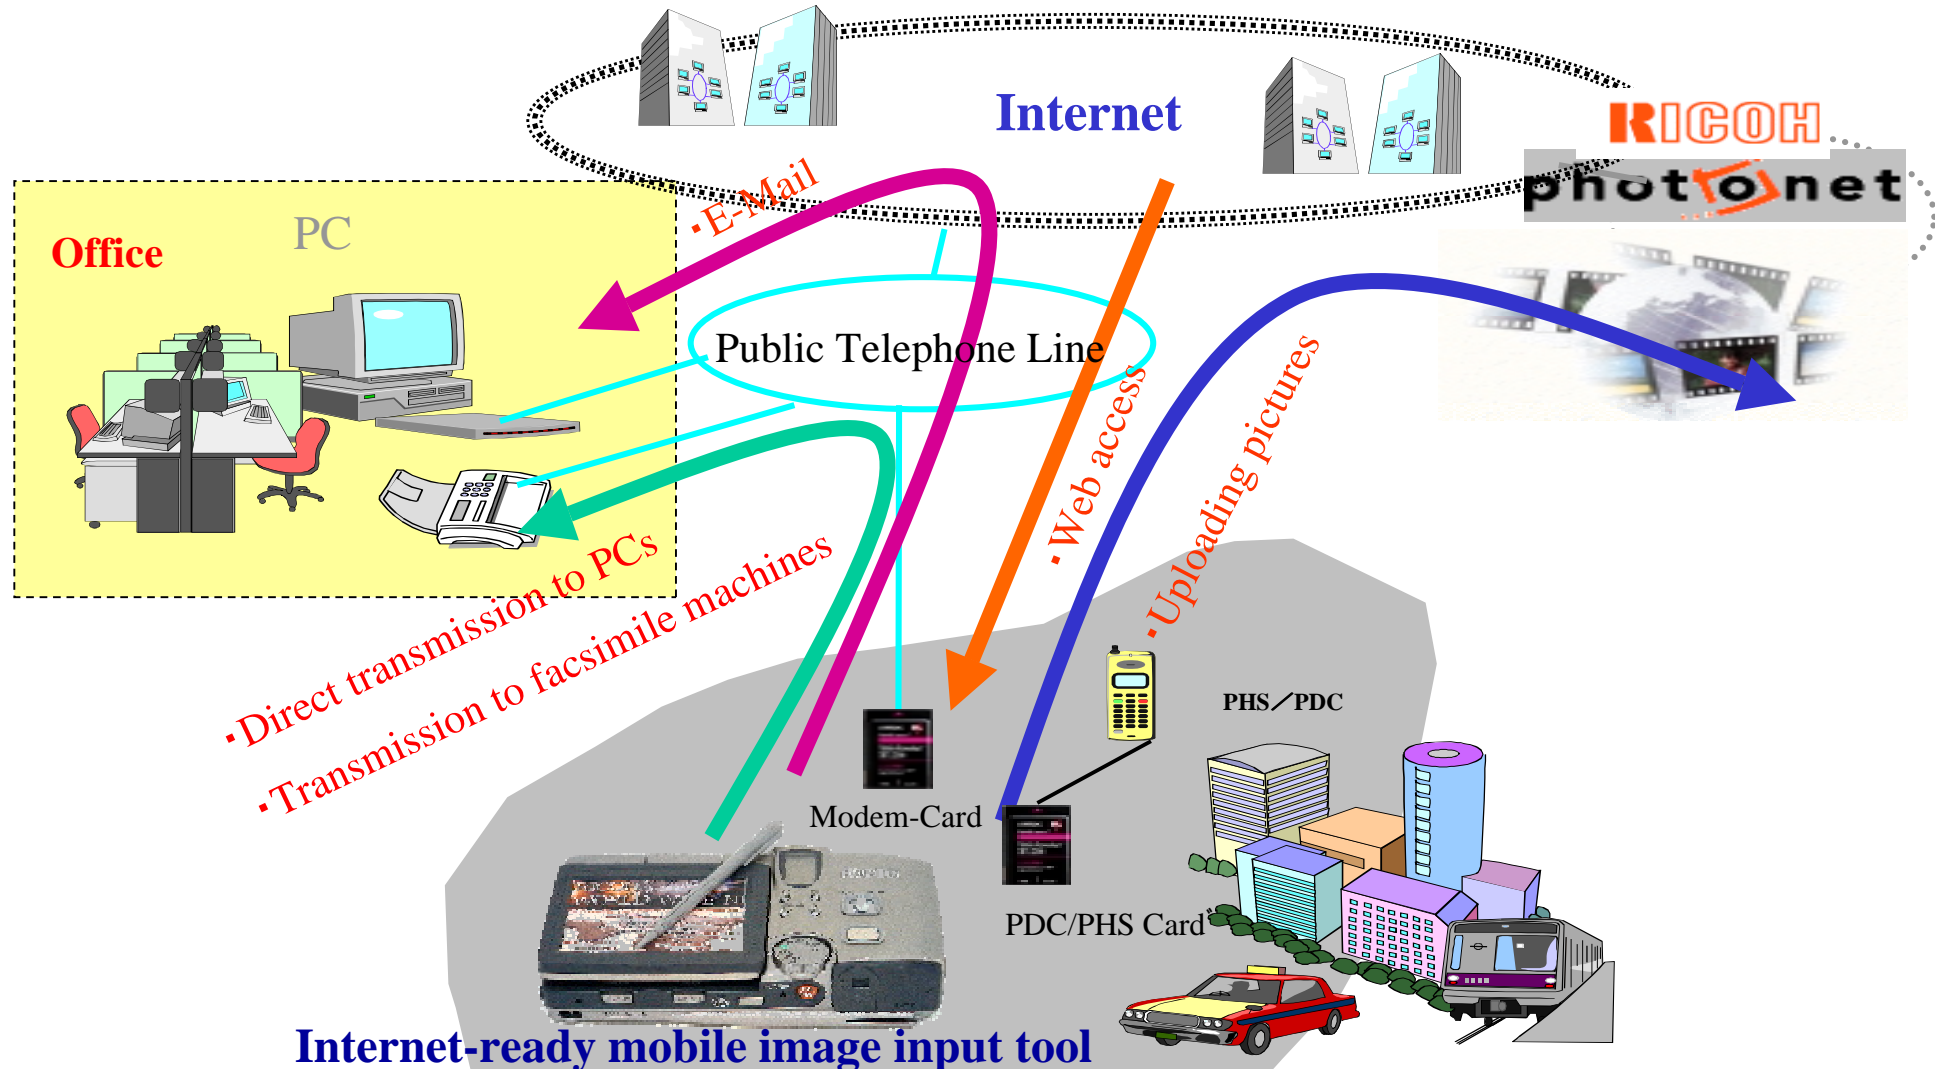 Internet
RICOH
photonet
・E-Mail
PC
Office
Public Telephone Line
・Web access
・Uploading pictures
・Direct transmission to PCs
・Transmission to facsimile machines
PHS／PDC
Modem-Card
PDC/PHS Card
Internet-ready mobile image input tool